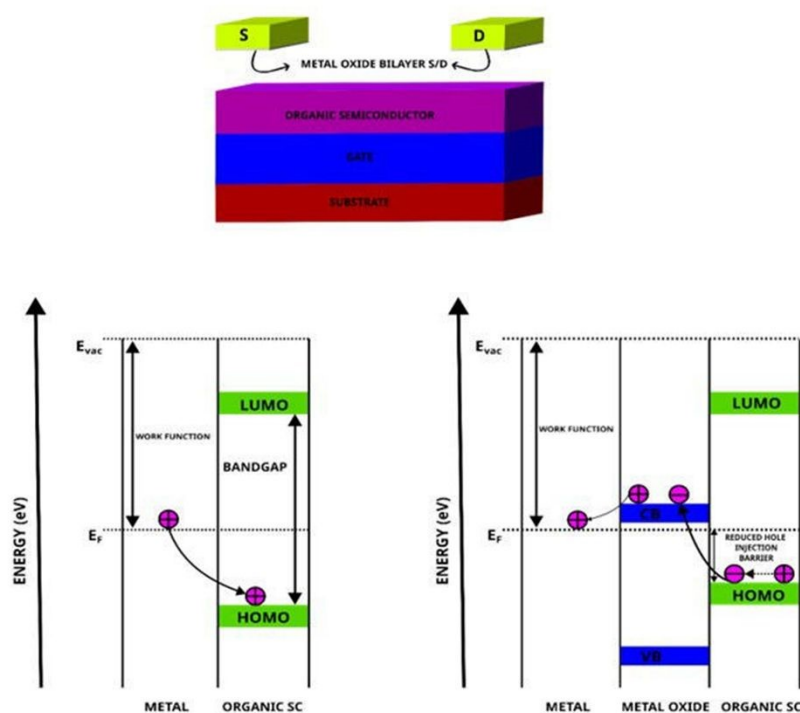 S
D
METAL OXIDE BILAYER S/D
ORGANIC SEMICONDUCTOR
GATE
SUBSTRATE
ENERGY (eV)
Evac
LUMO
WORK FUNCTION
BANDGAP
EF
HOMO
METAL
ORGANIC SC
ENERGY (eV)
Evac
LUMO
WORK FUNCTION
CB
EF
REDUCED HOLE
INJECTION
BARRIER
HOMO
VB
METAL
METAL OXIDE
ORGANIC SC